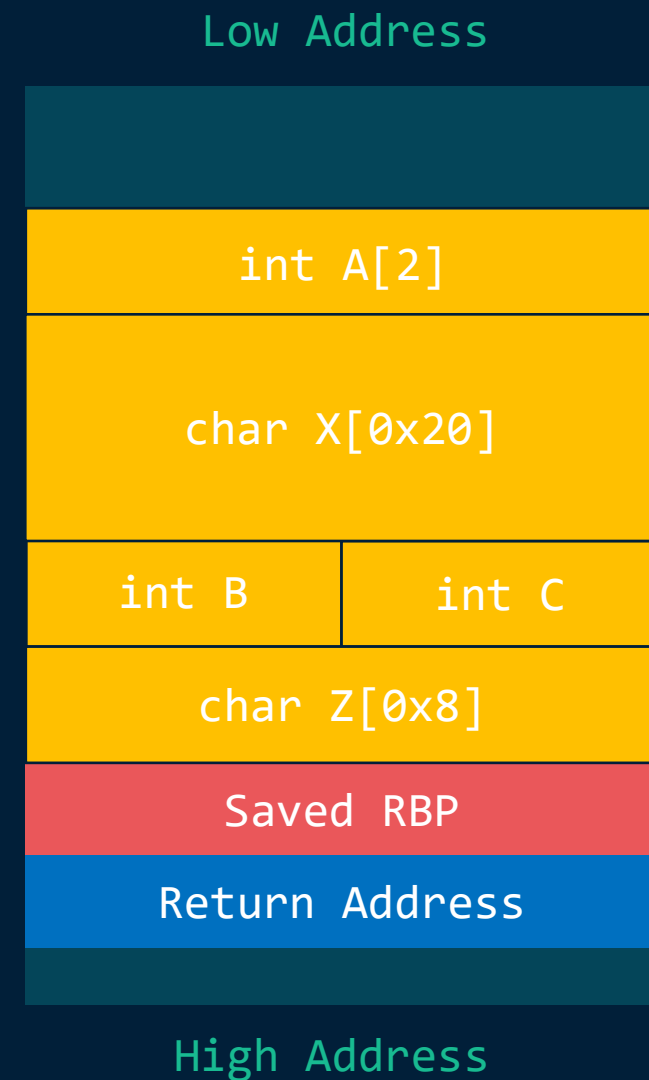 Low Address
int A[2]
char X[0x20]
int B
int C
char Z[0x8]
Saved RBP
Return Address
High Address